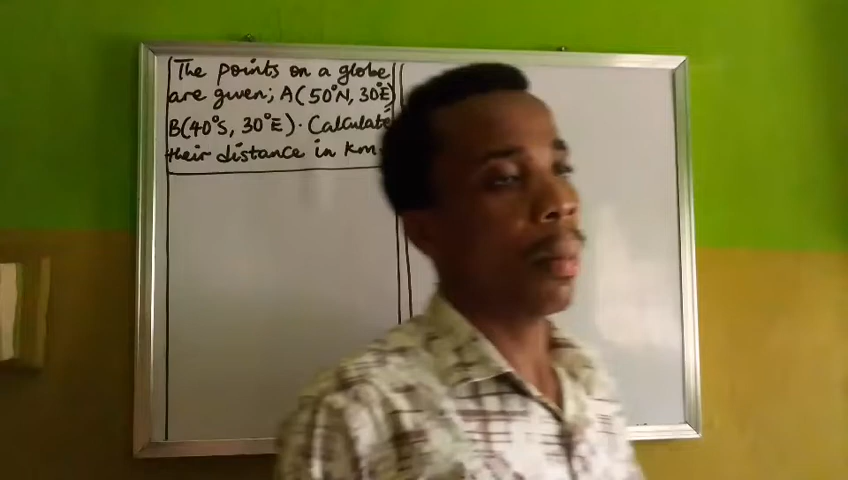 The points on a globe
are given; A(50°N, 30°E)
B(40°S, 30°E). Calculate
their distance in km.